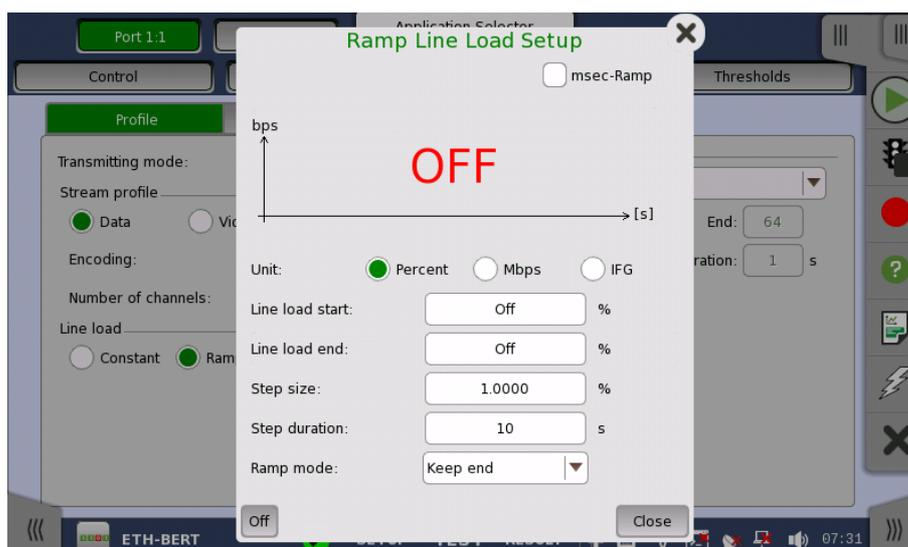 Port 1:1
Application Selector
Ramp Line Load Setup
Control
msec-Ramp
Thresholds
Profile
bps
OFF
[s]
Transmitting mode:
Stream profile
Data
End: 64
Encoding:
1 s
Unit: Percent Mbps IFG
Number of channels:
Line load start: Off %
Line load
Line load end: Off %
Constant
Step size: 1.0000 %
Step duration: 10 s
Ramp mode: Keep end
Off
Close
ETH-BERT
07:31